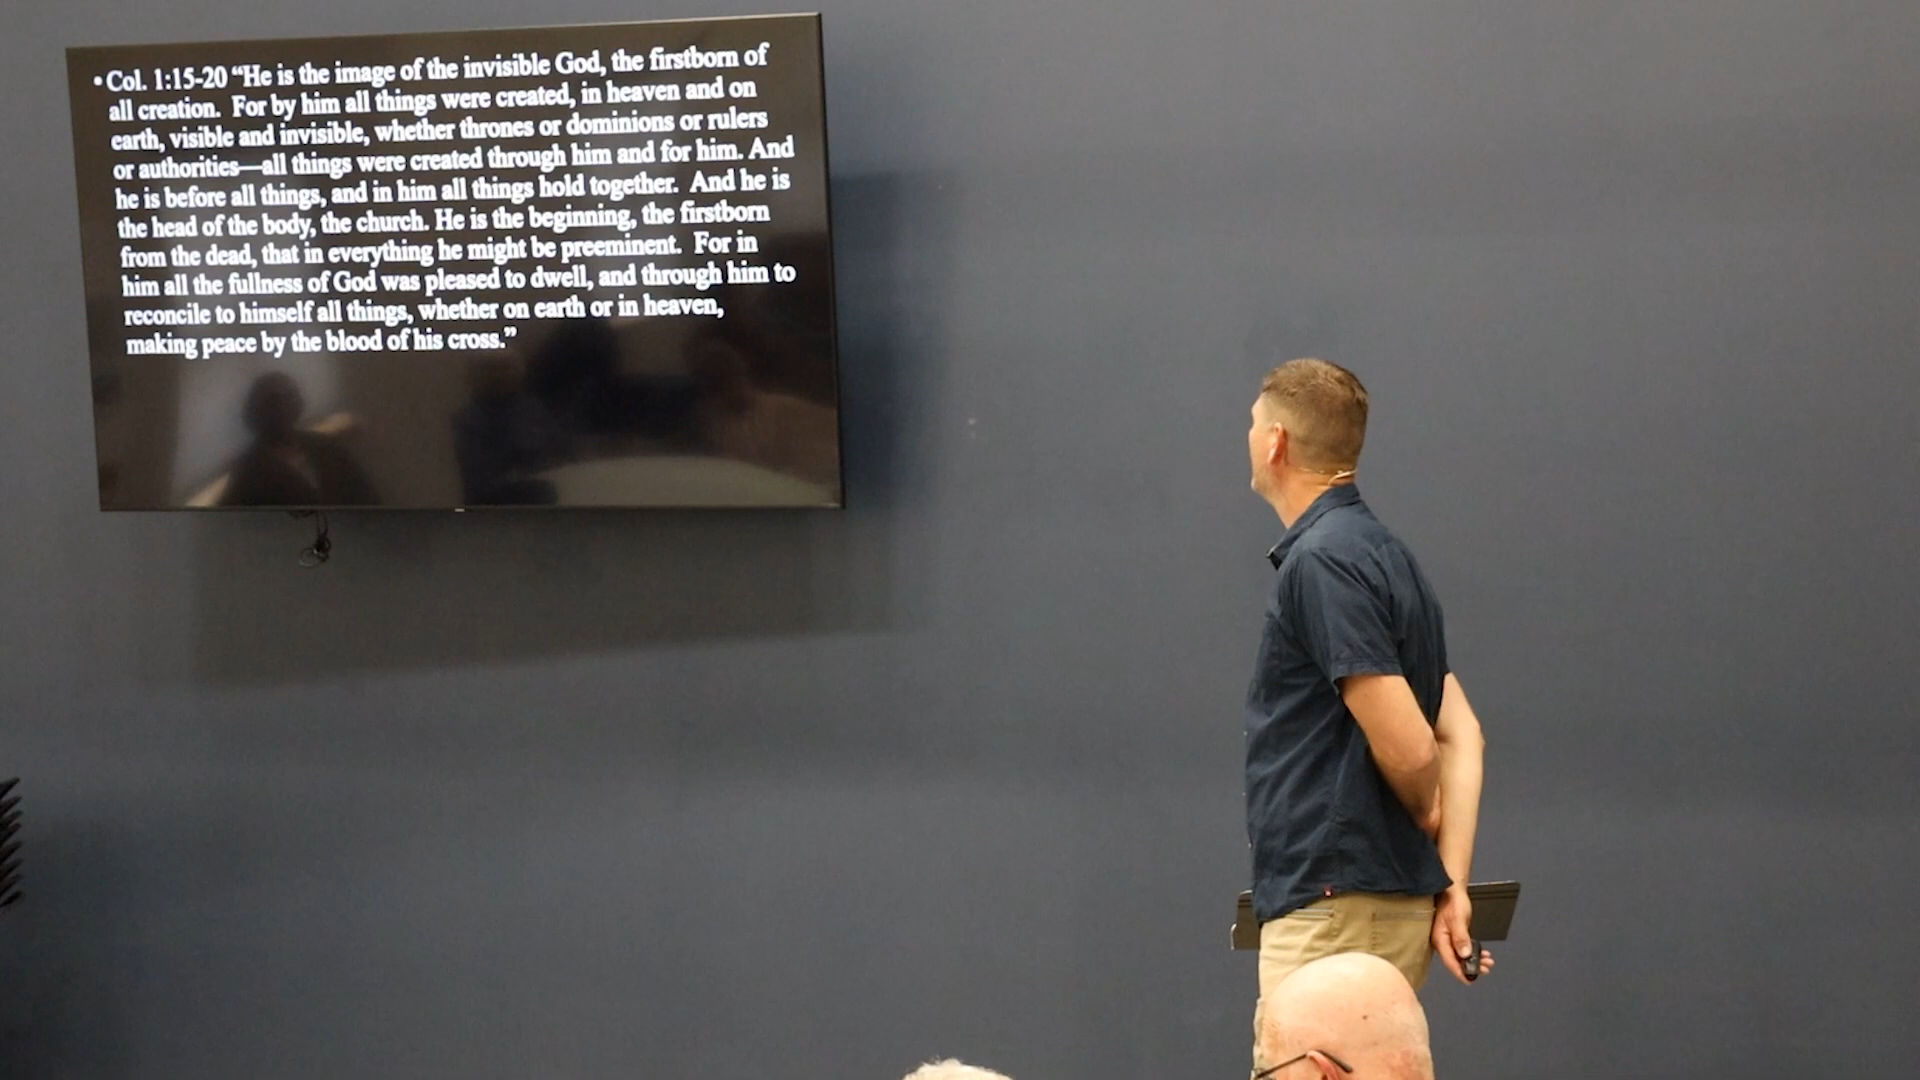 • Col. 1:15-20 “He is the image of the invisible God, the firstborn of
all creation. For by him all things were created, in heaven and on
earth, visible and invisible, whether thrones or dominions or rulers
or authorities—all things were created through him and for him. And
he is before all things, and in him all things hold together. And he is
the head of the body, the church. He is the beginning, the firstborn
from the dead, that in everything he might be preeminent. For in
him all the fullness of God was pleased to dwell, and through him to
reconcile to himself all things, whether on earth or in heaven,
making peace by the blood of his cross.”